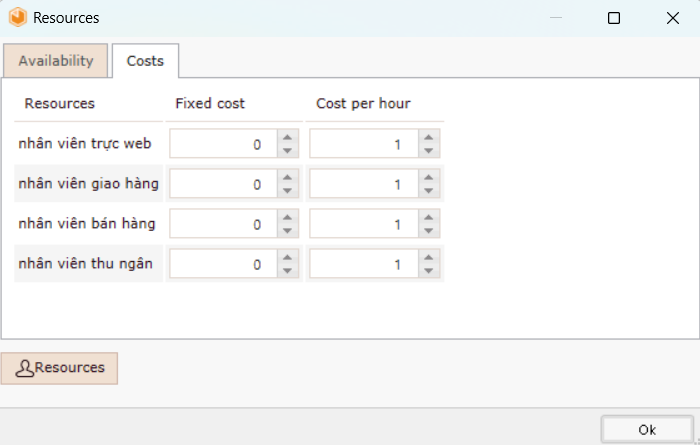 Resources
Availability Costs
Resources Fixed cost Cost per hour
nhân viên trực web 0 1
nhân viên giao hàng 0 1
nhân viên bán hàng 0 1
nhân viên thu ngân 0 1
Resources
Ok